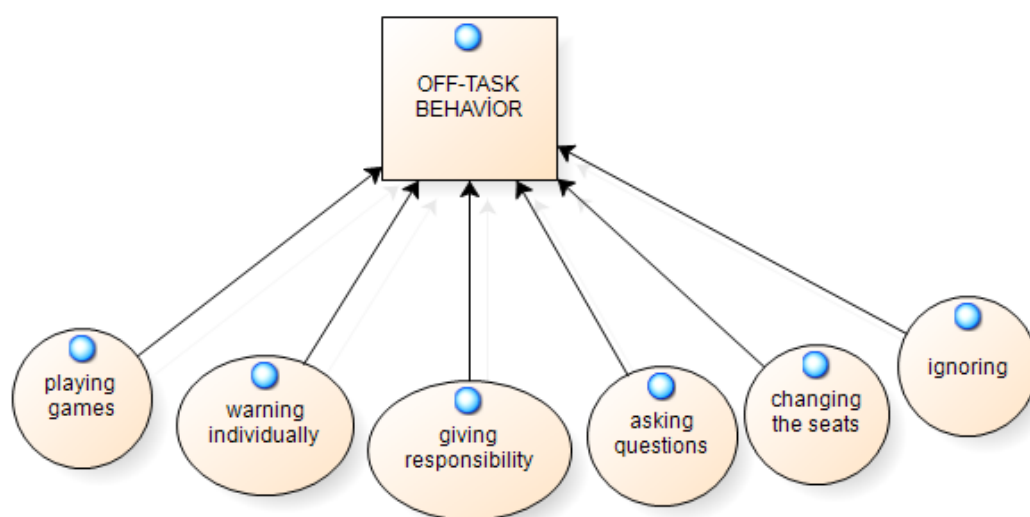 OFF-TASK
BEHAVİOR
playing
games
warning
individually
giving
responsibility
asking
questions
changing
the seats
ignoring